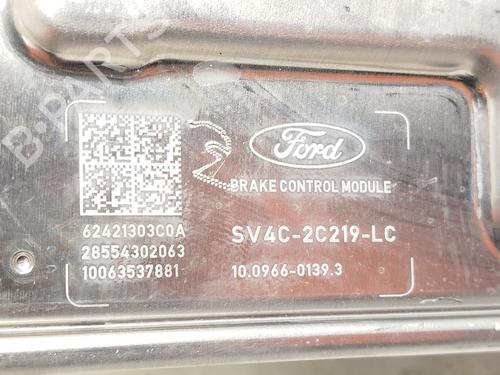 B-PARTS
Ford
BRAKE CONTROL MODULE
62421303C0A
28554302063
10063537881
SV4C-2C219-LC
10.0966-0139.3